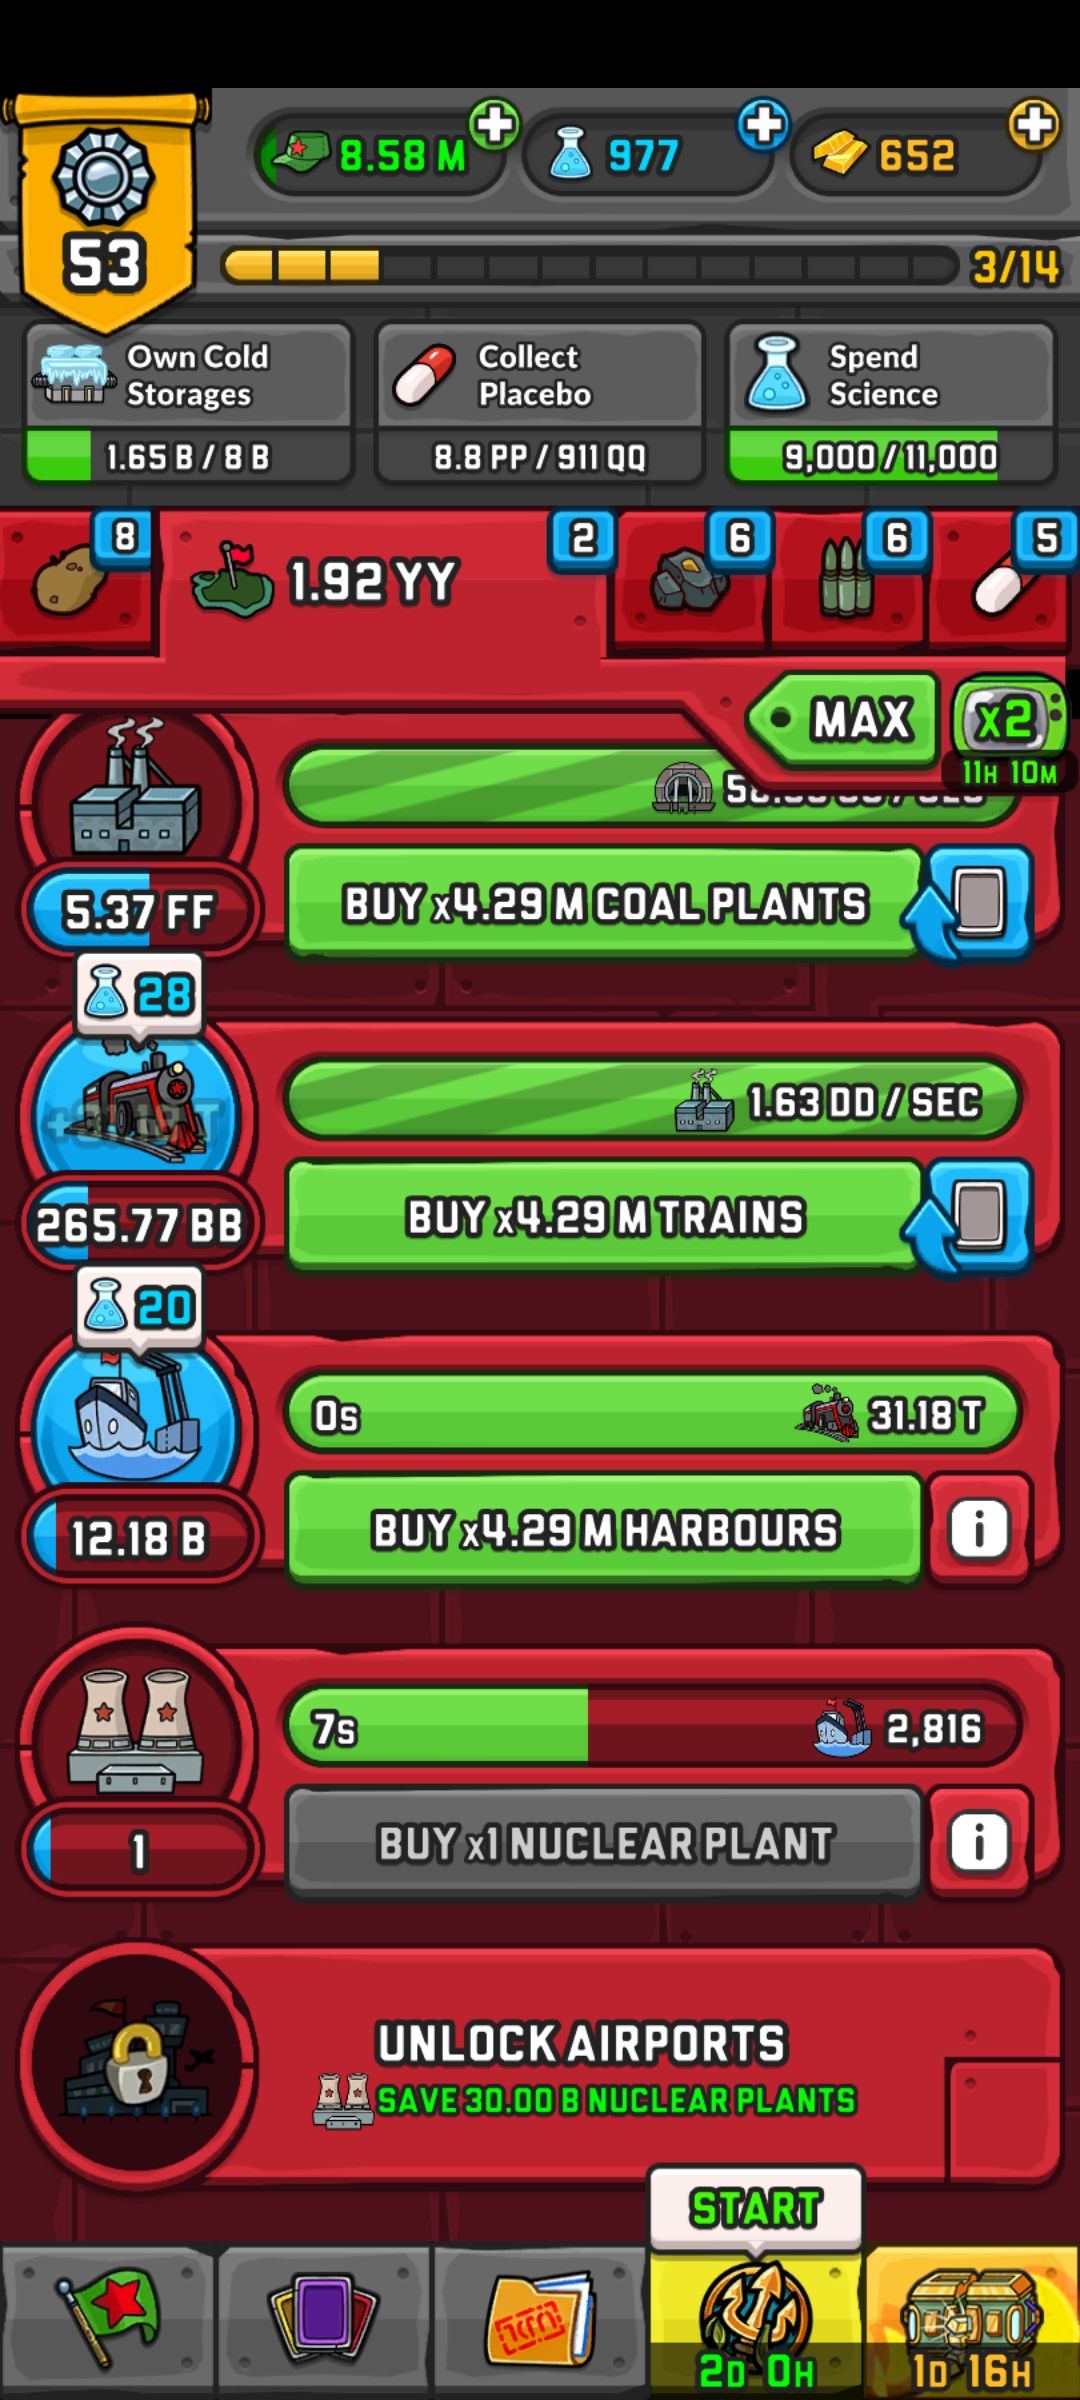 8.58 M
977
652
53
3/14
Own Cold
Storages
1.65 B / 8 B
Collect
Placebo
8.8 PP / 911 QQ
Spend
Science
9,000 / 11,000
8
1.92 YY
2
6
6
5
MAX
x2
11H 10M
5.37 FF
BUY x4.29 M COAL PLANTS
28
1.63 DD / SEC
265.77 BB
BUY x4.29 M TRAINS
20
0s
31.18 T
12.18 B
BUY x4.29 M HARBOURS
i
7s
2,816
1
BUY x1 NUCLEAR PLANT
i
UNLOCK AIRPORTS
SAVE 30.00 B NUCLEAR PLANTS
START
2D 0H
1D 16H